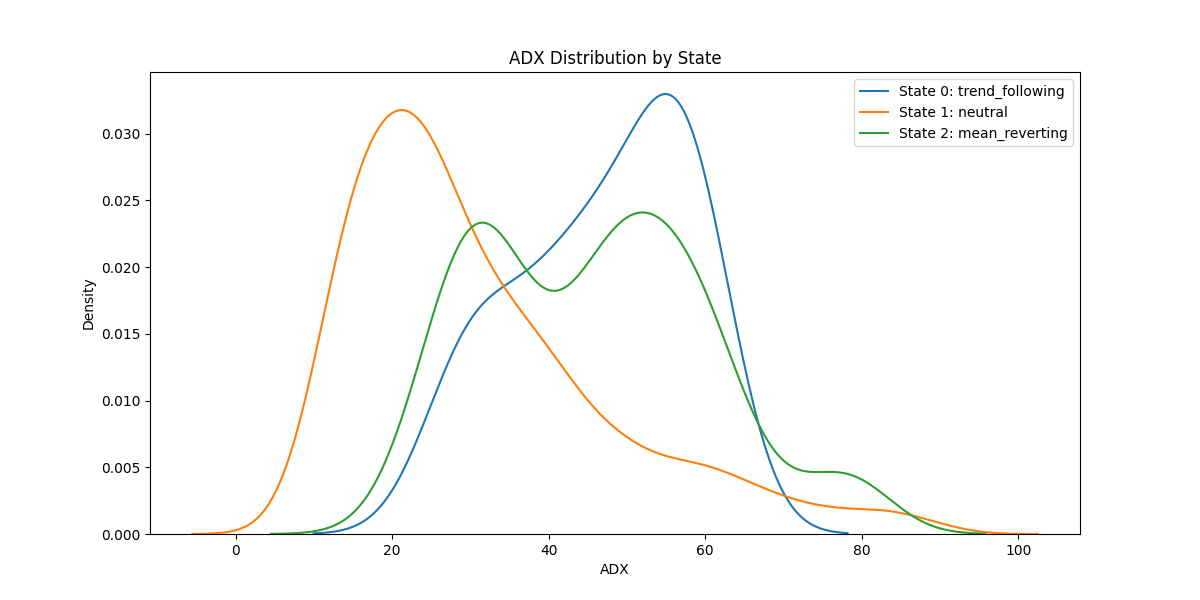 ADX Distribution by State
State 0: trend_following
State 1: neutral
State 2: mean_reverting
0.030
0.025
0.020
0.015
0.010
0.005
0.000
Density
0 20 40 60 80 100
ADX